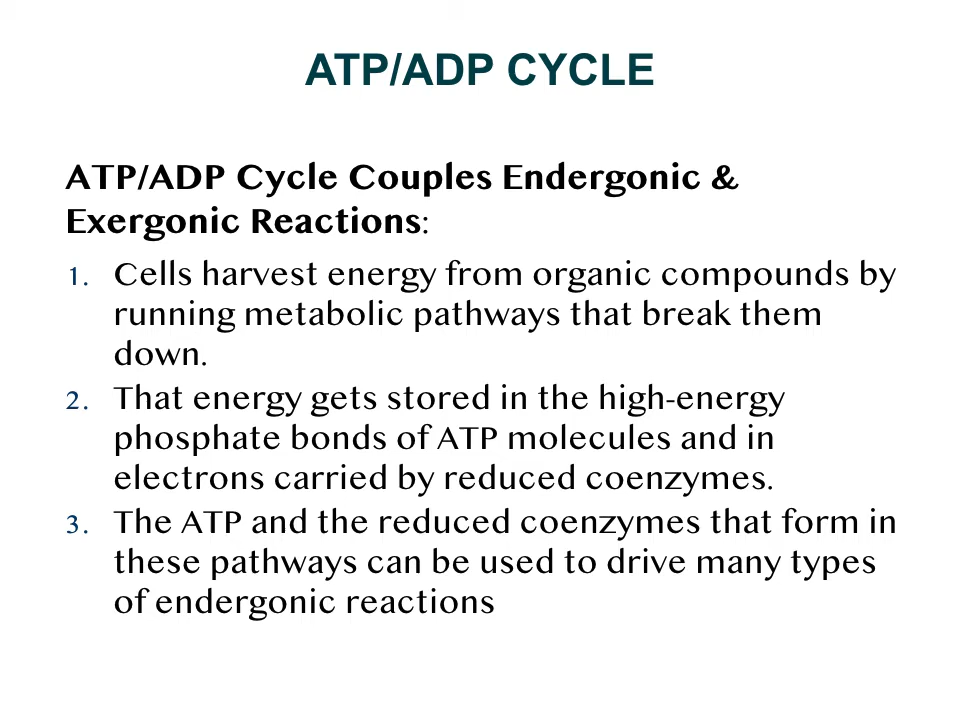 ATP/ADP CYCLE
ATP/ADP Cycle Couples Endergonic &
Exergonic Reactions:
1. Cells harvest energy from organic compounds by
running metabolic pathways that break them
down.
2. That energy gets stored in the high-energy
phosphate bonds of ATP molecules and in
electrons carried by reduced coenzymes.
3. The ATP and the reduced coenzymes that form in
these pathways can be used to drive many types
of endergonic reactions